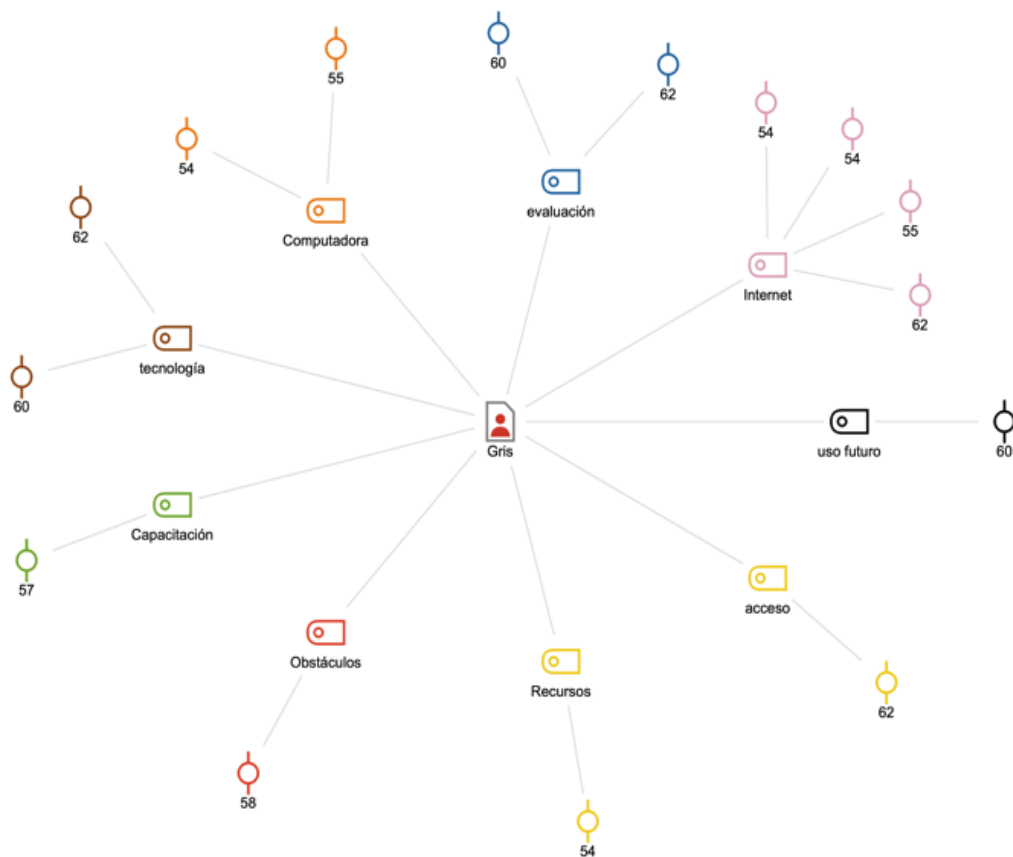 60
55
62
54
54
54
evaluación
55
62
Computadora
Internet
62
tecnología
60
Gris
uso futuro
60
Capacitación
57
acceso
Obstáculos
Recursos
62
58
54